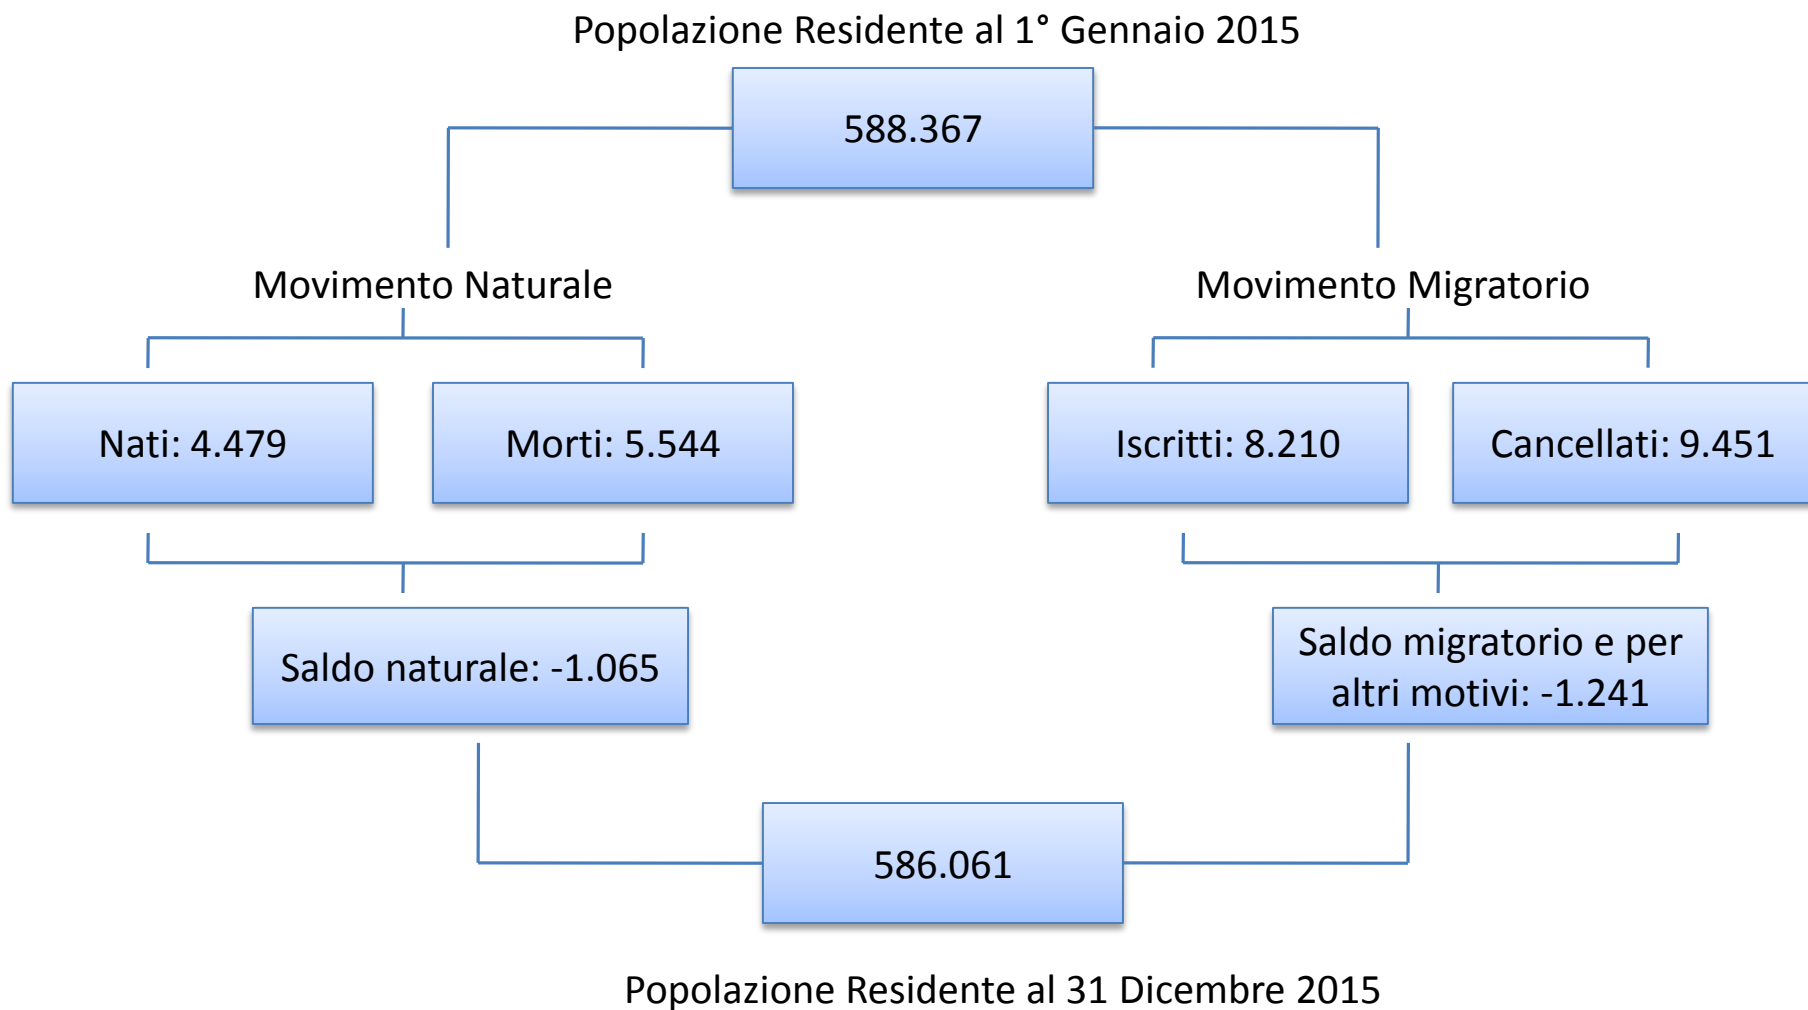 Popolazione Residente al 1° Gennaio 2015
588.367
Movimento Naturale
Movimento Migratorio
Nati: 4.479
Morti: 5.544
Iscritti: 8.210
Cancellati: 9.451
Saldo naturale: -1.065
Saldo migratorio e per
altri motivi: -1.241
586.061
Popolazione Residente al 31 Dicembre 2015